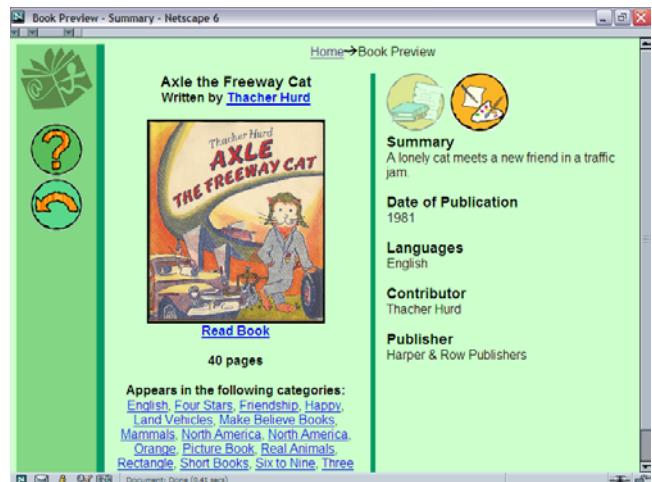 Book Preview - Summary - Netscape 6
Home→Book Preview
Axle the Freeway Cat
Written by Thacher Hurd
Thacher Hurd
AXLE
THE FREEWAY CAT
Read Book
40 pages
Appears in the following categories:
English, Four Stars, Friendship, Happy,
Land Vehicles, Make Believe Books,
Mammals, North America, North America,
Orange, Picture Book, Real Animals,
Rectangle, Short Books, Six to Nine, Three
Summary
A lonely cat meets a new friend in a traffic
jam.
Date of Publication
1981
Languages
English
Contributor
Thacher Hurd
Publisher
Harper & Row Publishers
Document: Done (0.41 secs)